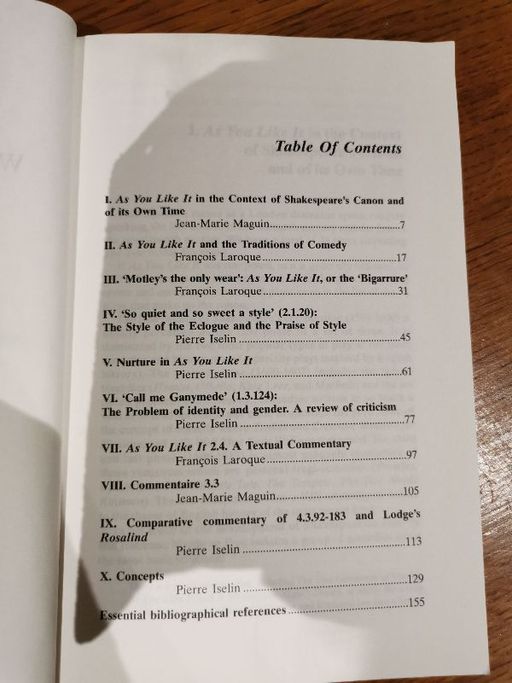 Table Of Contents
I. As You Like It in the Context of Shakespeare's Canon and
of its Own Time
Jean-Marie Maguin..........7
II. As You Like It and the Traditions of Comedy
François Laroque..........17
III. 'Motley's the only wear': As You Like It, or the 'Bigarrure'
François Laroque..........31
IV. 'So quiet and so sweet a style' (2.1.20):
The Style of the Eclogue and the Praise of Style
Pierre Iselin..........45
V. Nurture in As You Like It
Pierre Iselin..........61
VI. 'Call me Ganymede' (1.3.124):
The Problem of identity and gender. A review of criticism
Pierre Iselin..........77
VII. As You Like It 2.4. A Textual Commentary
François Laroque..........97
VIII. Commentaire 3.3
Jean-Marie Maguin..........105
IX. Comparative commentary of 4.3.92-183 and Lodge's
Rosalind
Pierre Iselin..........113
X. Concepts
Pierre Iselin..........129
Essential bibliographical references..........155